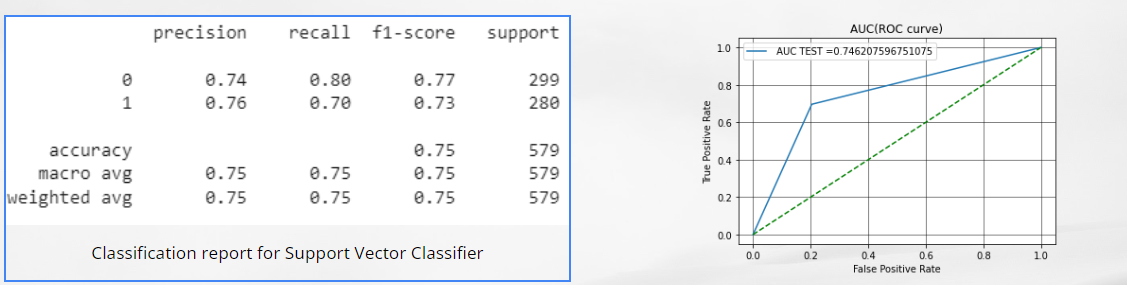 precision recall f1-score support
0 0.74 0.80 0.77 299
1 0.76 0.70 0.73 280
accuracy 0.75 579
macro avg 0.75 0.75 0.75 579
weighted avg 0.75 0.75 0.75 579
Classification report for Support Vector Classifier
AUC(ROC curve)
AUC TEST =0.746207596751075
True Positive Rate
1.0
0.8
0.6
0.4
0.2
0.0
0.0 0.2 0.4 0.6 0.8 1.0
False Positive Rate